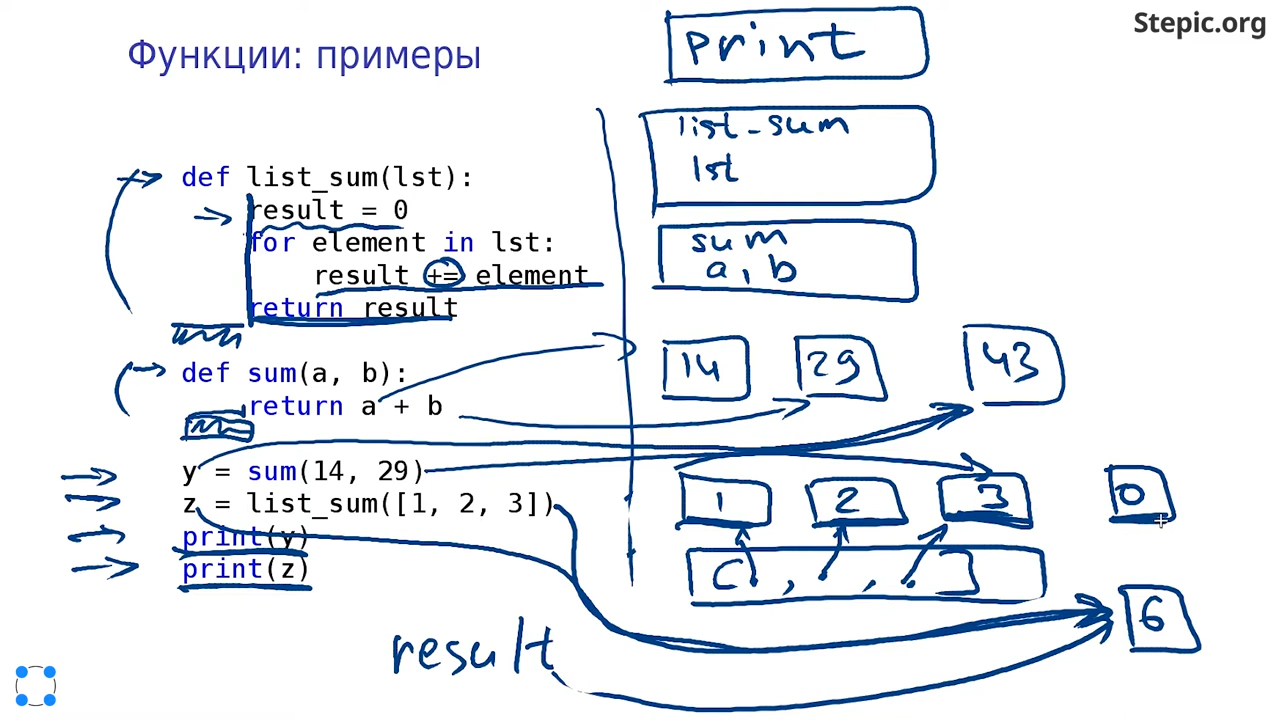 Stepic.org
Функции: примеры
def list_sum(lst):
    result = 0
    for element in lst:
        result += element
    return result
def sum(a, b):
    return a + b
y = sum(14, 29)
z = list_sum([1, 2, 3])
print(y)
print(z)
result
print
list_sum
lst
sum
a, b
14 29 43
1 2 3 0
[ , , ]
6